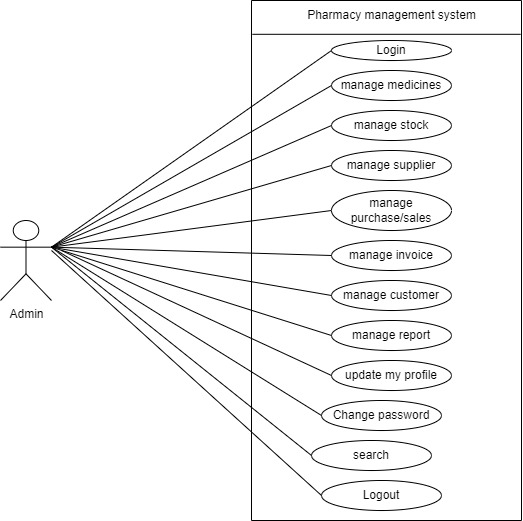 Pharmacy management system
Login
manage medicines
manage stock
manage supplier
manage
purchase/sales
manage invoice
manage customer
manage report
update my profile
Change password
search
Logout
Admin